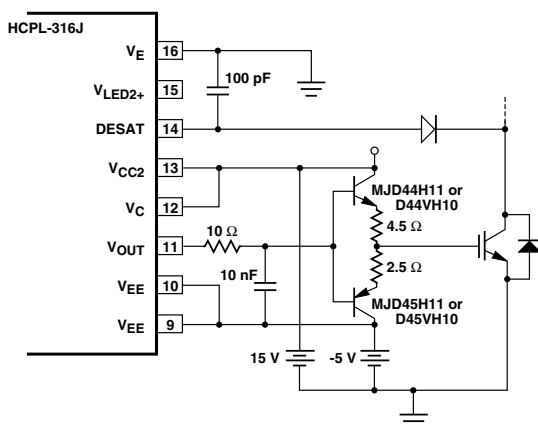 HCPL-316J
V_E 16
100 pF
V_LED2+ 15
DESAT 14
V_CC2 13
MJD44H11 or
D44VH10
V_C 12
4.5 Ω
10 Ω
V_OUT 11
2.5 Ω
10 nF
V_EE 10
MJD45H11 or
D45VH10
V_EE 9
15 V
-5 V